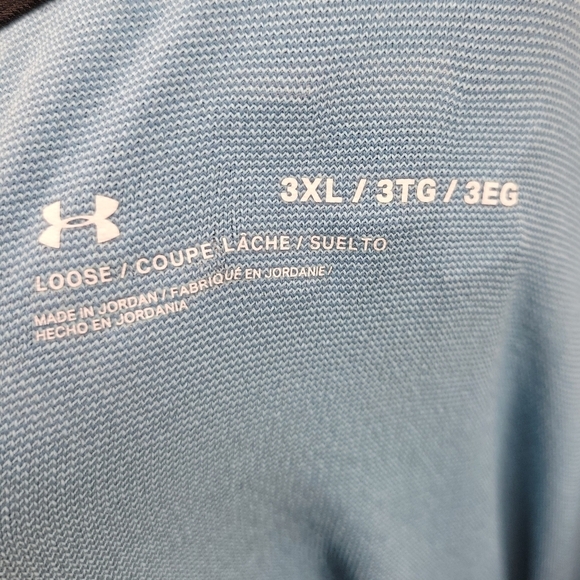 3XL / 3TG / 3EG
LOOSE / COUPE LÂCHE / SUELTO
MADE IN JORDAN / FABRIQUÉ EN JORDANIE /
HECHO EN JORDANIA